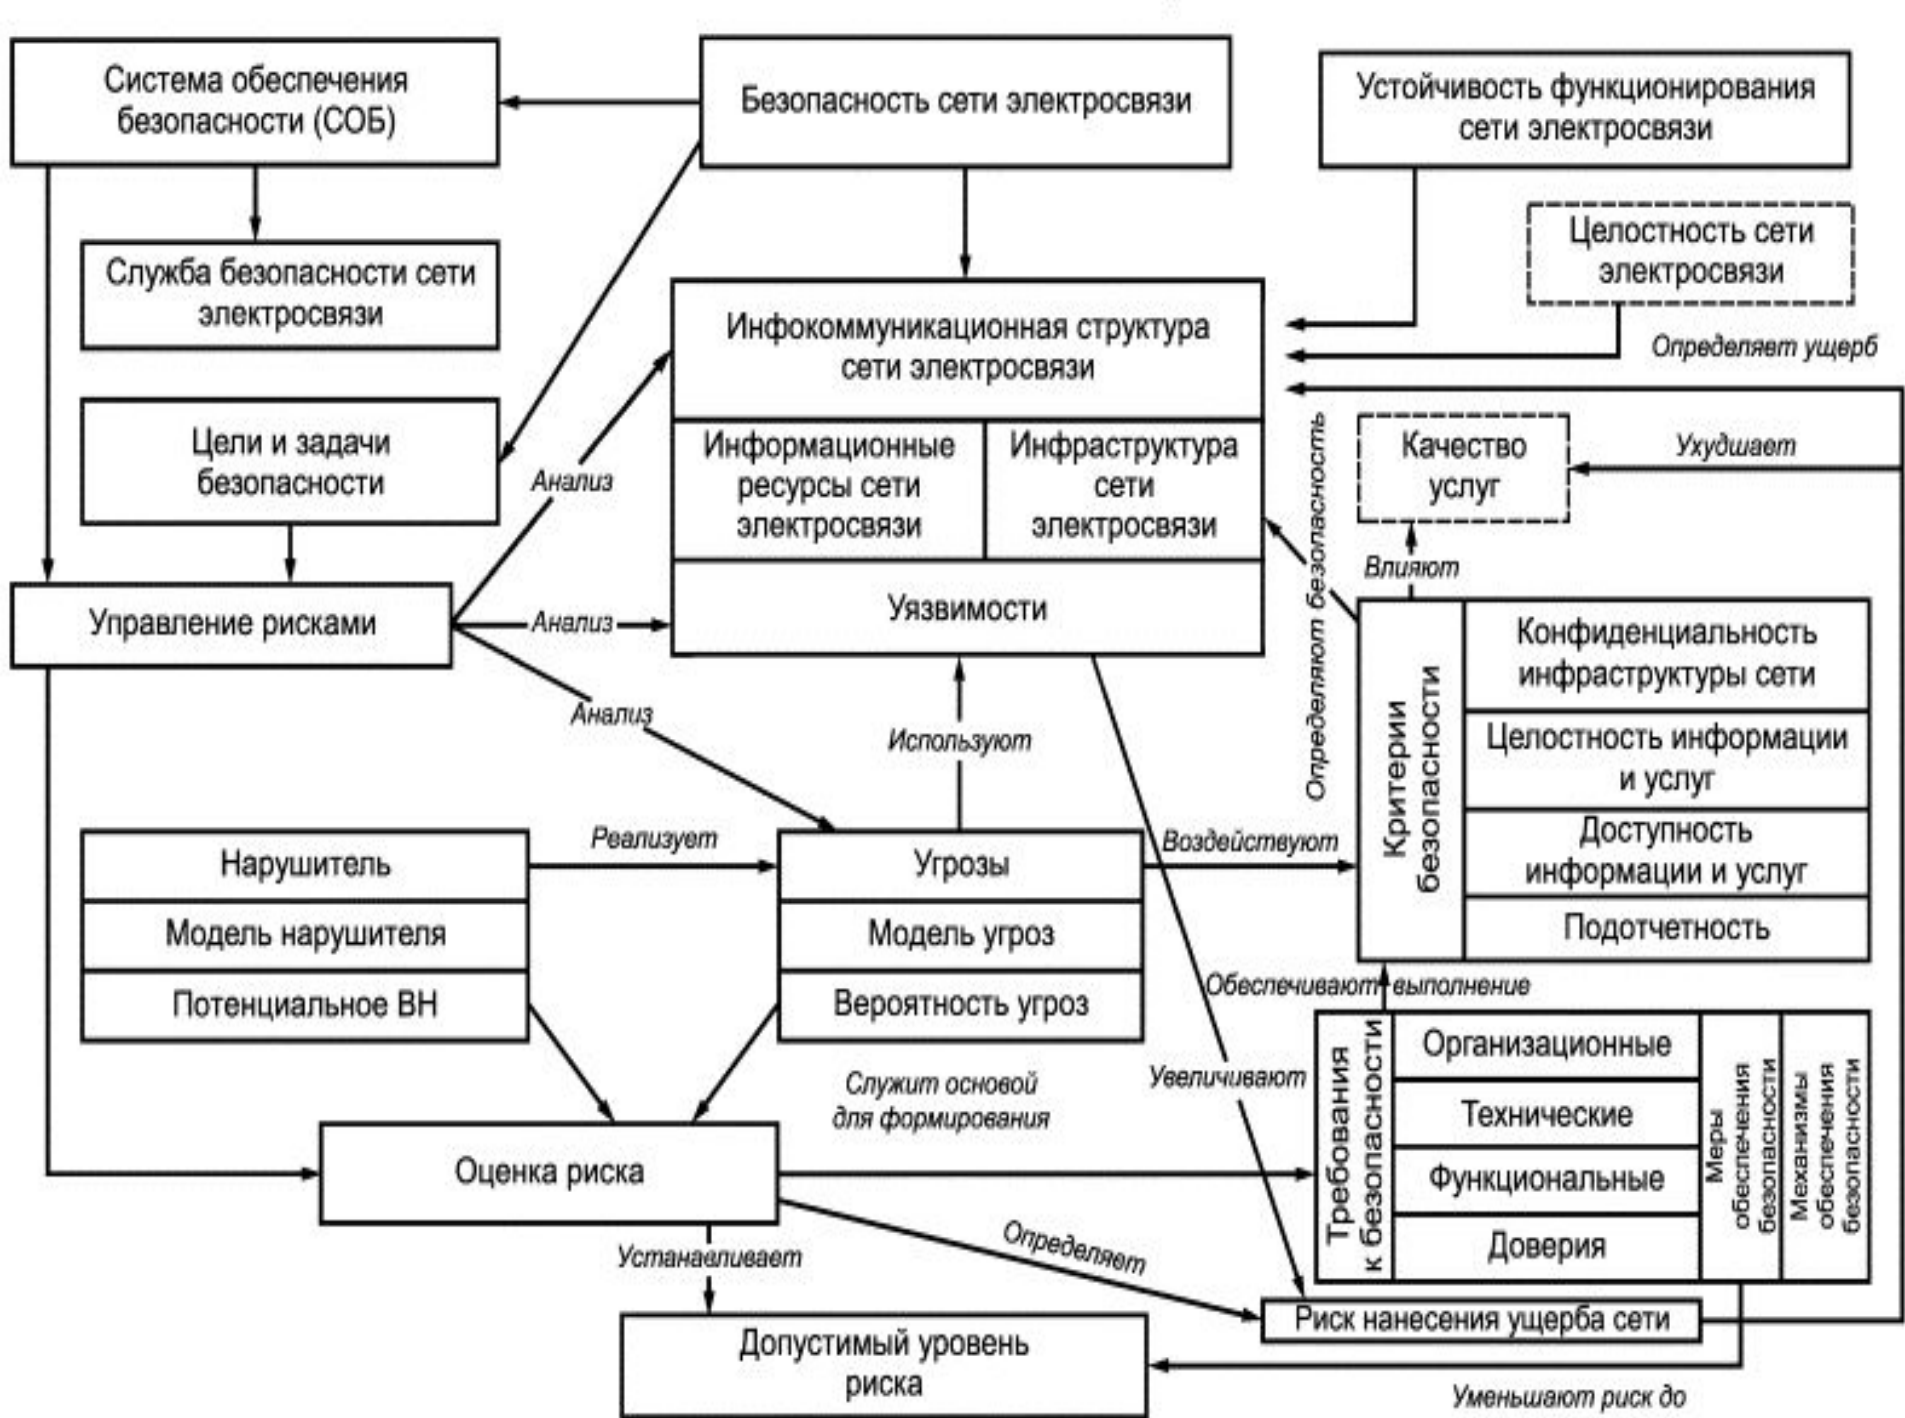 Система обеспечения
безопасности (СОБ)
Безопасность сети электросвязи
Устойчивость функционирования
сети электросвязи
Целостность сети
электросвязи
Служба безопасности сети
электросвязи
Инфокоммуникационная структура
сети электросвязи
Определяет ущерб
Цели и задачи
безопасности
Анализ
Информационные
ресурсы сети
электросвязи
Инфраструктура
сети
электросвязи
Определяют безопасность
Качество
услуг
Ухудшает
Влияют
Управление рисками
Анализ
Уязвимости
Анализ
Используют
Критерии
безопасности
Конфиденциальность
инфраструктуры сети
Целостность информации
и услуг
Доступность
информации и услуг
Подотчетность
Нарушитель
Модель нарушителя
Потенциальное ВН
Реализует
Угрозы
Модель угроз
Вероятность угроз
Воздействуют
Обеспечивают выполнение
Служит основой
для формирования
Увеличивают
Требования
к безопасности
Организационные
Технические
Функциональные
Доверия
Меры
обеспечения
безопасности
Механизмы
обеспечения
безопасности
Оценка риска
Устанавливает
Определяет
Риск нанесения ущерба сети
Допустимый уровень
риска
Уменьшают риск до